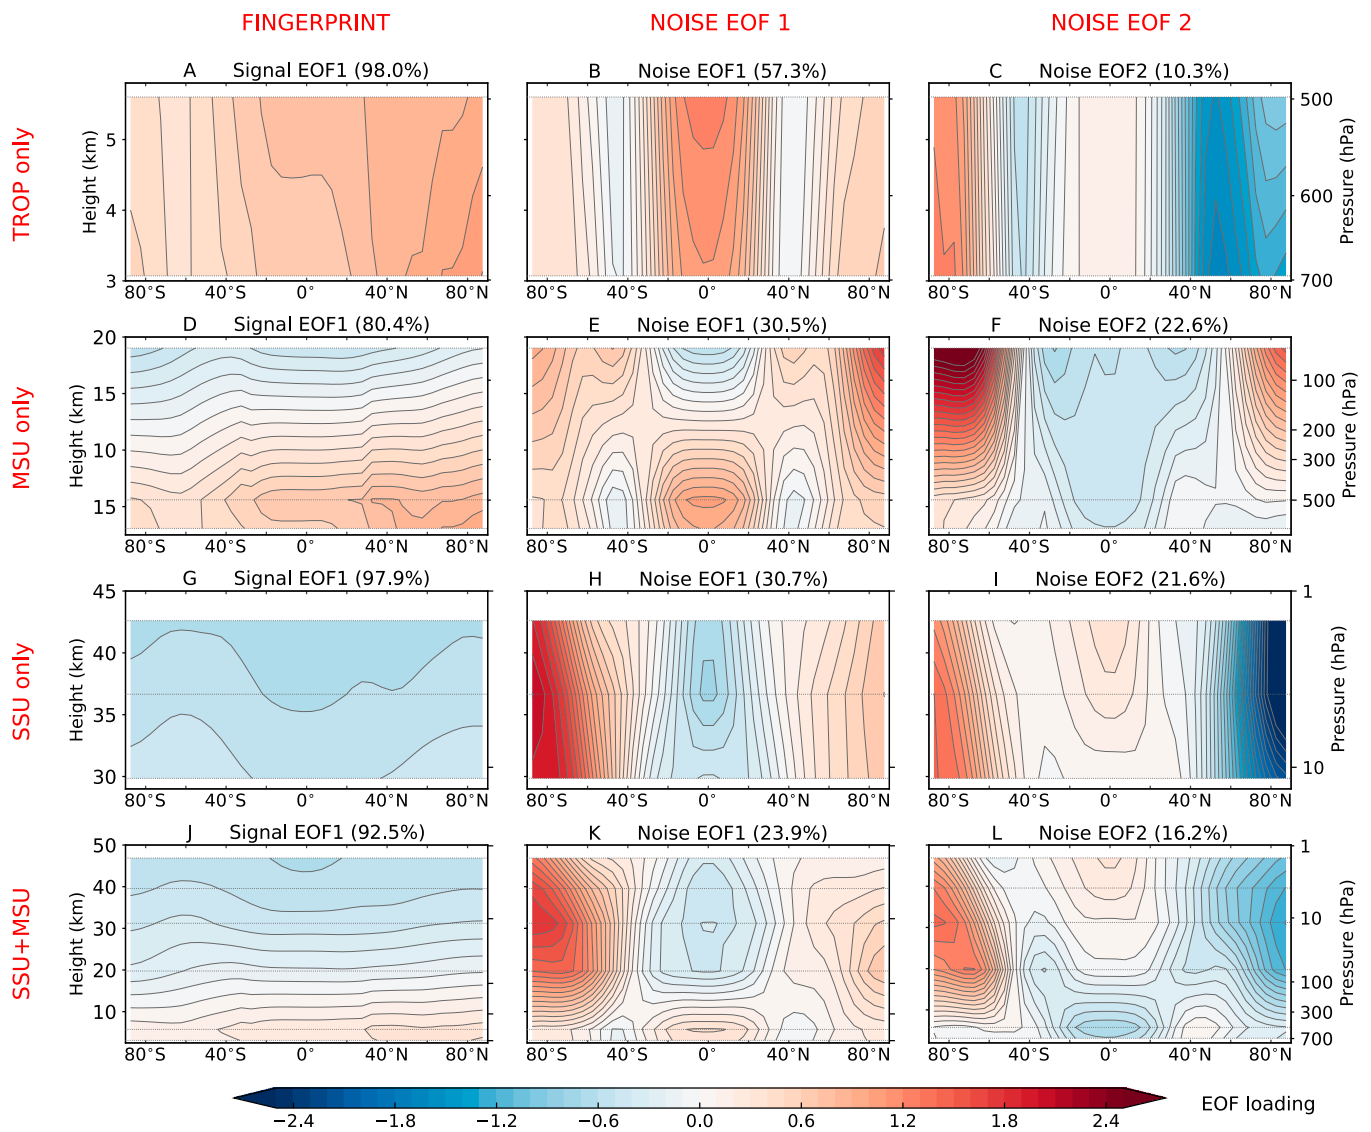 FINGERPRINT NOISE EOF 1 NOISE EOF 2
A Signal EOF1 (98.0%) B Noise EOF1 (57.3%) C Noise EOF2 (10.3%)
TROP only
Height (km)
5
4
3
500
600
700
Pressure (hPa)
80°S 40°S 0° 40°N 80°N 80°S 40°S 0° 40°N 80°N 80°S 40°S 0° 40°N 80°N
D Signal EOF1 (80.4%) E Noise EOF1 (30.5%) F Noise EOF2 (22.6%)
MSU only
Height (km)
20
15
10
15
100
200
300
500
Pressure (hPa)
80°S 40°S 0° 40°N 80°N 80°S 40°S 0° 40°N 80°N 80°S 40°S 0° 40°N 80°N
G Signal EOF1 (97.9%) H Noise EOF1 (30.7%) I Noise EOF2 (21.6%)
SSU only
Height (km)
45
40
35
30
1
10
Pressure (hPa)
80°S 40°S 0° 40°N 80°N 80°S 40°S 0° 40°N 80°N 80°S 40°S 0° 40°N 80°N
J Signal EOF1 (92.5%) K Noise EOF1 (23.9%) L Noise EOF2 (16.2%)
SSU+MSU
Height (km)
50
40
30
20
10
1
10
100
300
700
Pressure (hPa)
80°S 40°S 0° 40°N 80°N 80°S 40°S 0° 40°N 80°N 80°S 40°S 0° 40°N 80°N
−2.4 −1.8 −1.2 −0.6 0.0 0.6 1.2 1.8 2.4 EOF loading